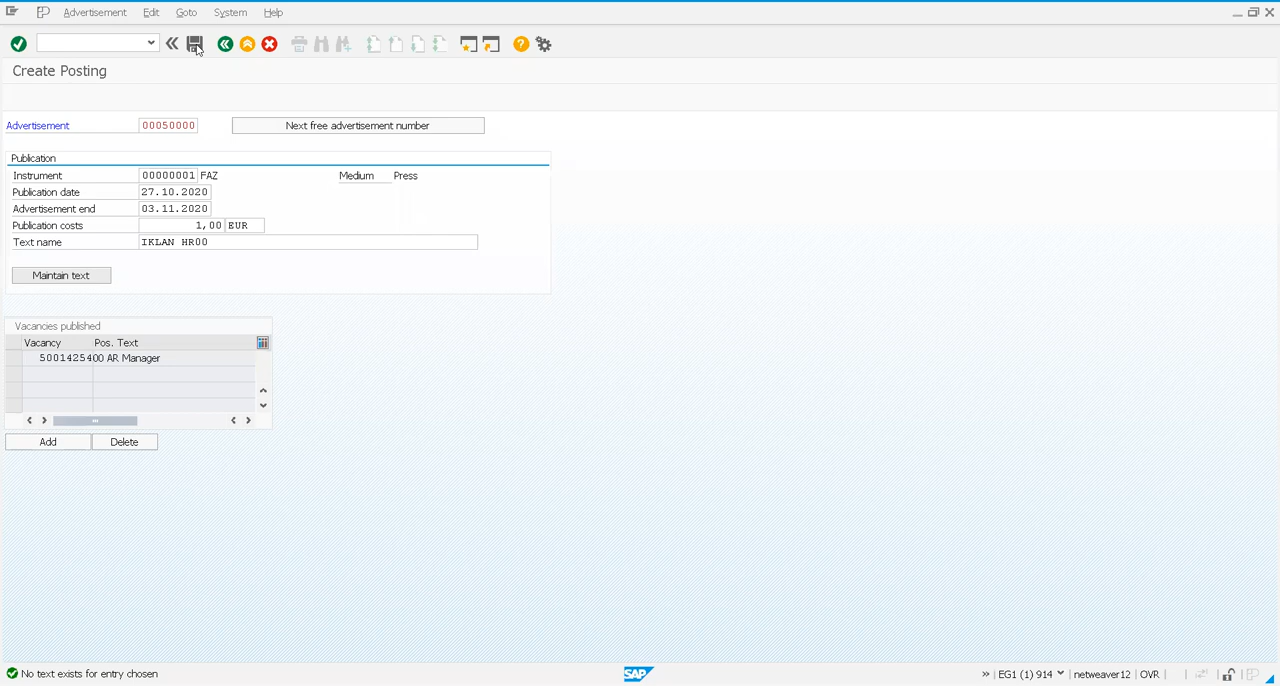 Advertisement Edit Goto System Help
Create Posting
Advertisement 00050000 Next free advertisement number
Publication
Instrument 00000001 FAZ Medium Press
Publication date 27.10.2020
Advertisement end 03.11.2020
Publication costs 1,00 EUR
Text name IKLAN HR00
Maintain text
Vacancies published
Vacancy Pos. Text
5001425400 AR Manager
Add Delete
No text exists for entry chosen SAP EG1 (1) 914 netweaver12 OVR